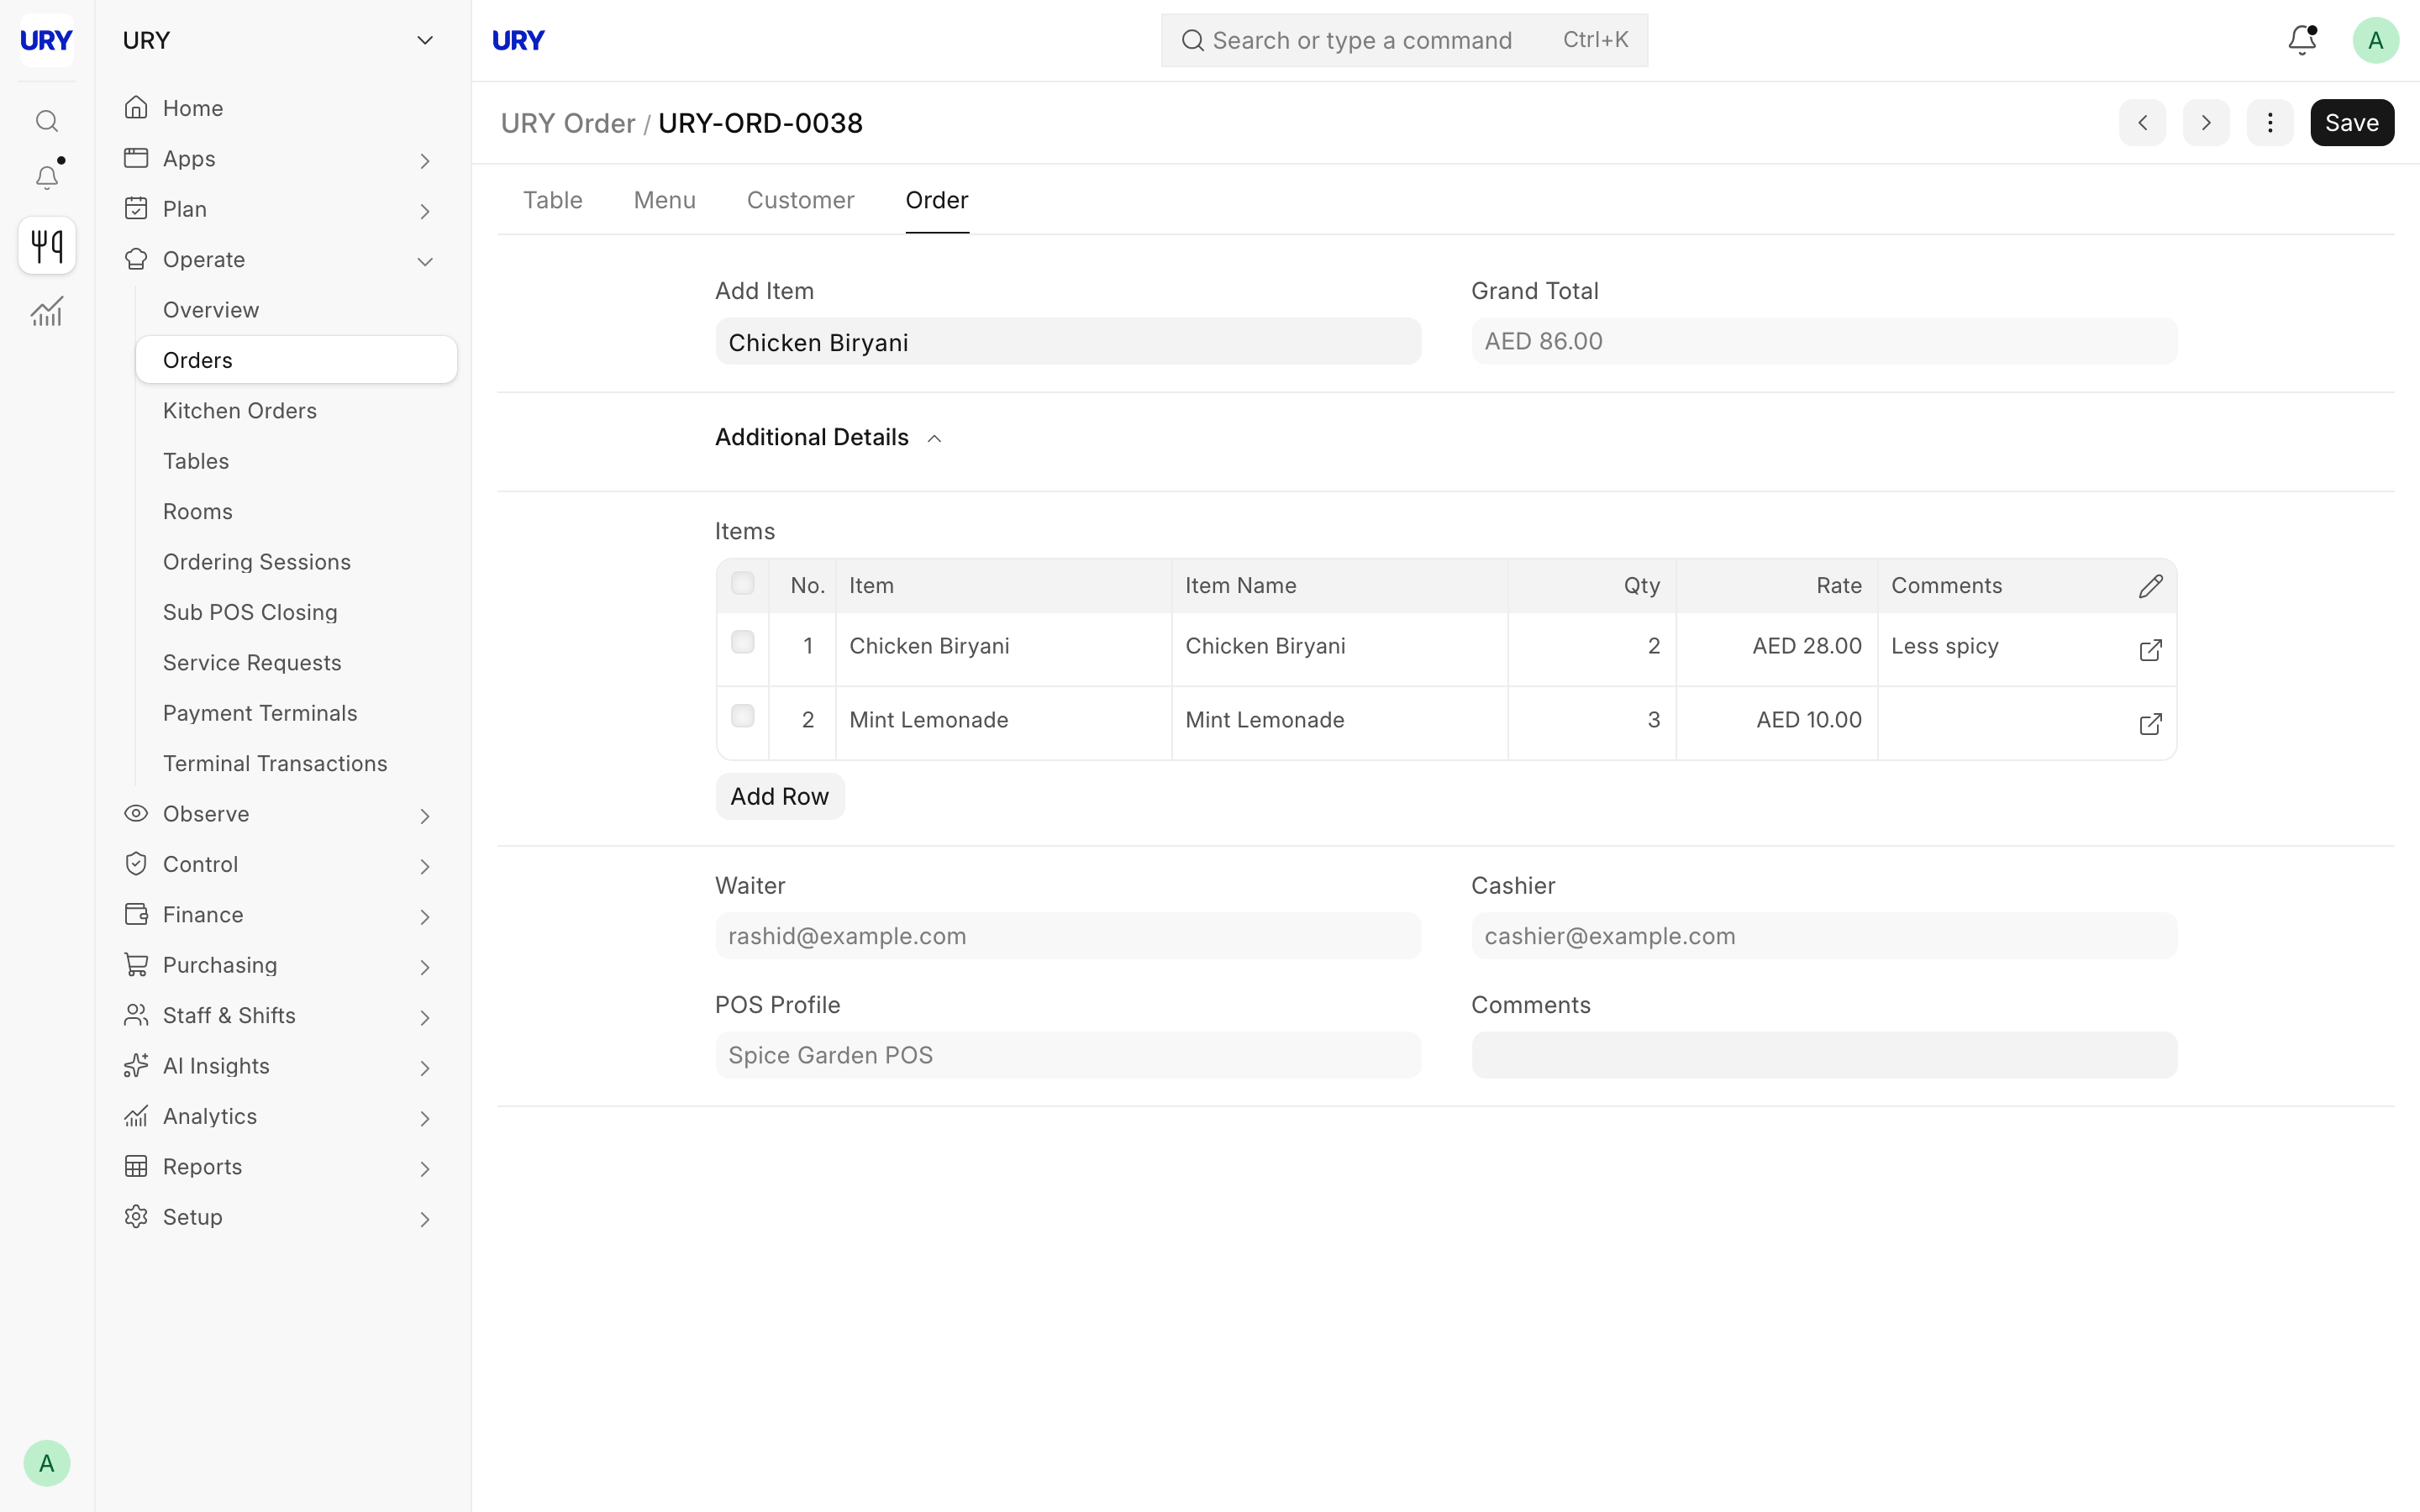 URY
URY
URY
Search or type a command
Ctrl+K
A
Home
Apps
Plan
Operate
Overview
Orders
Kitchen Orders
Tables
Rooms
Ordering Sessions
Sub POS Closing
Service Requests
Payment Terminals
Terminal Transactions
Observe
Control
Finance
Purchasing
Staff & Shifts
AI Insights
Analytics
Reports
Setup
A
URY Order / URY-ORD-0038
Save
Table Menu Customer Order
Add Item
Chicken Biryani
Grand Total
AED 86.00
Additional Details
Items
No. Item Item Name Qty Rate Comments
1 Chicken Biryani Chicken Biryani 2 AED 28.00 Less spicy
2 Mint Lemonade Mint Lemonade 3 AED 10.00
Add Row
Waiter
rashid@example.com
Cashier
cashier@example.com
POS Profile
Spice Garden POS
Comments